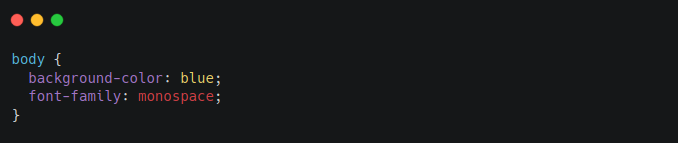 body {
  background-color: blue;
  font-family: monospace;
}